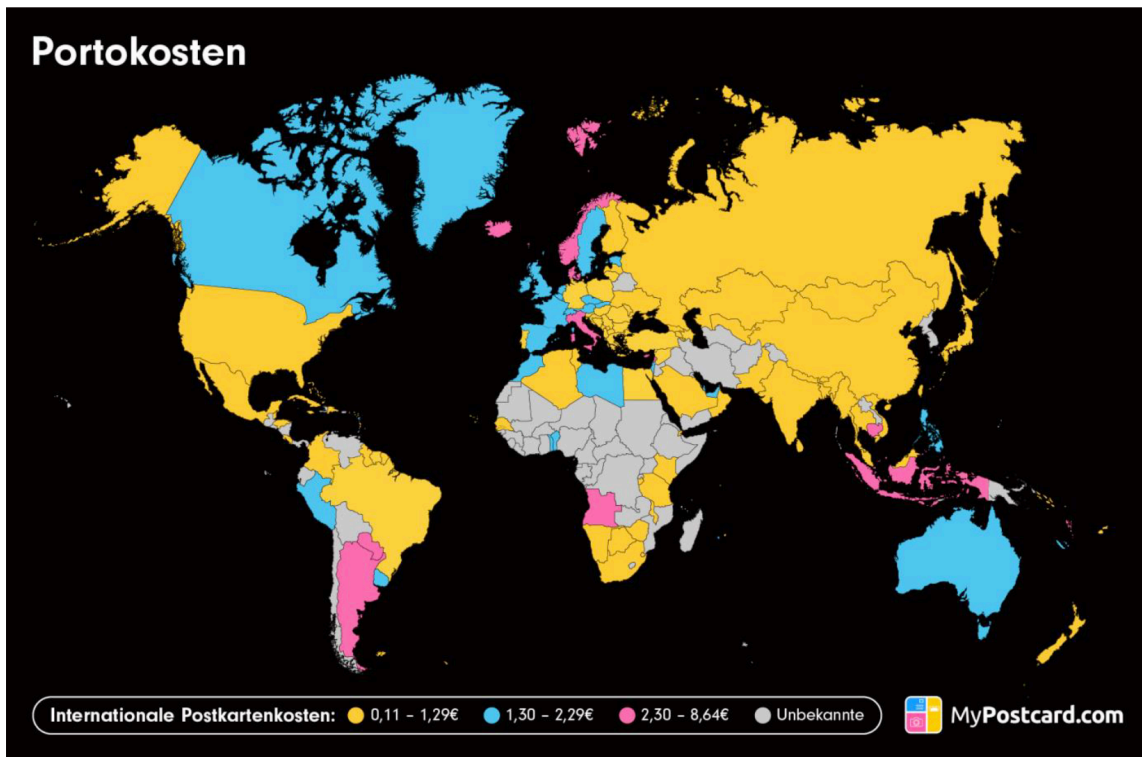 Portokosten
Internationale Postkartenkosten: 0,11 – 1,29€ 1,30 – 2,29€ 2,30 – 8,64€ Unbekannte
MyPostcard.com